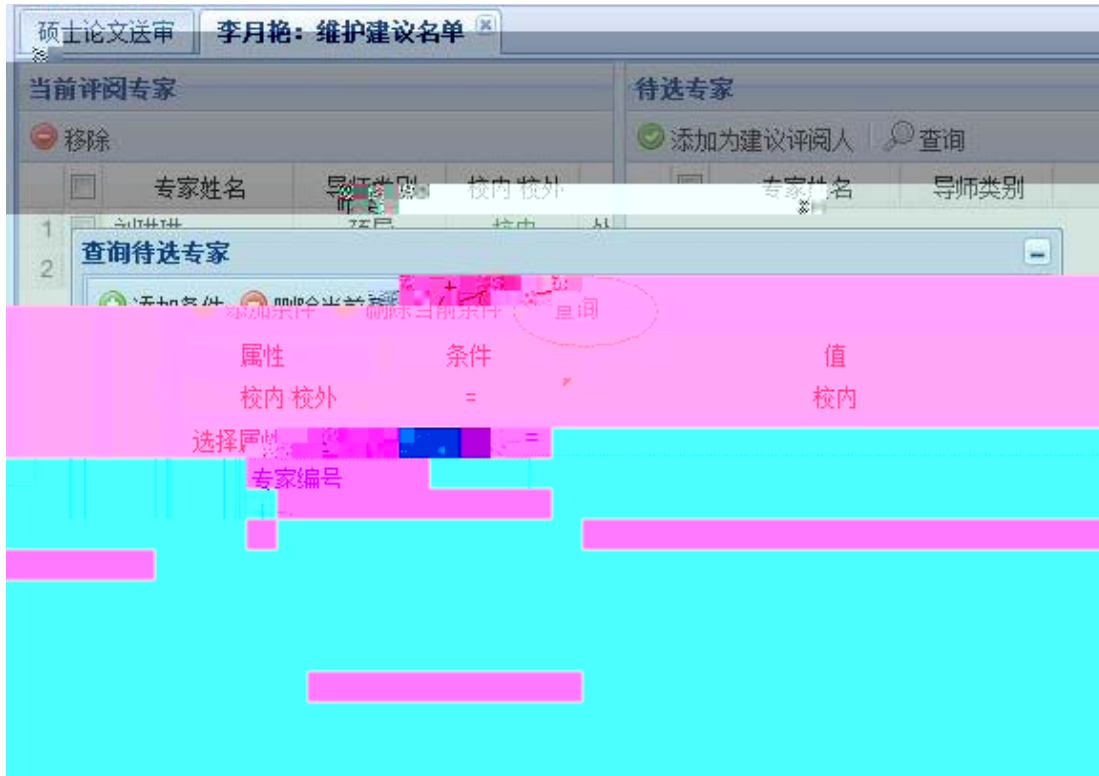 硕士论文送审 李月艳：维护建议名单
当前评阅专家 待选专家
移除 添加为建议评阅人 查询
专家姓名 导师类别 校内 校外 专家姓名 导师类别
1 校内
2 查询待选专家
添加条件 删除当前条件 查询
属性 条件 值
校内 校外 = 校内
选择属性 =
专家编号